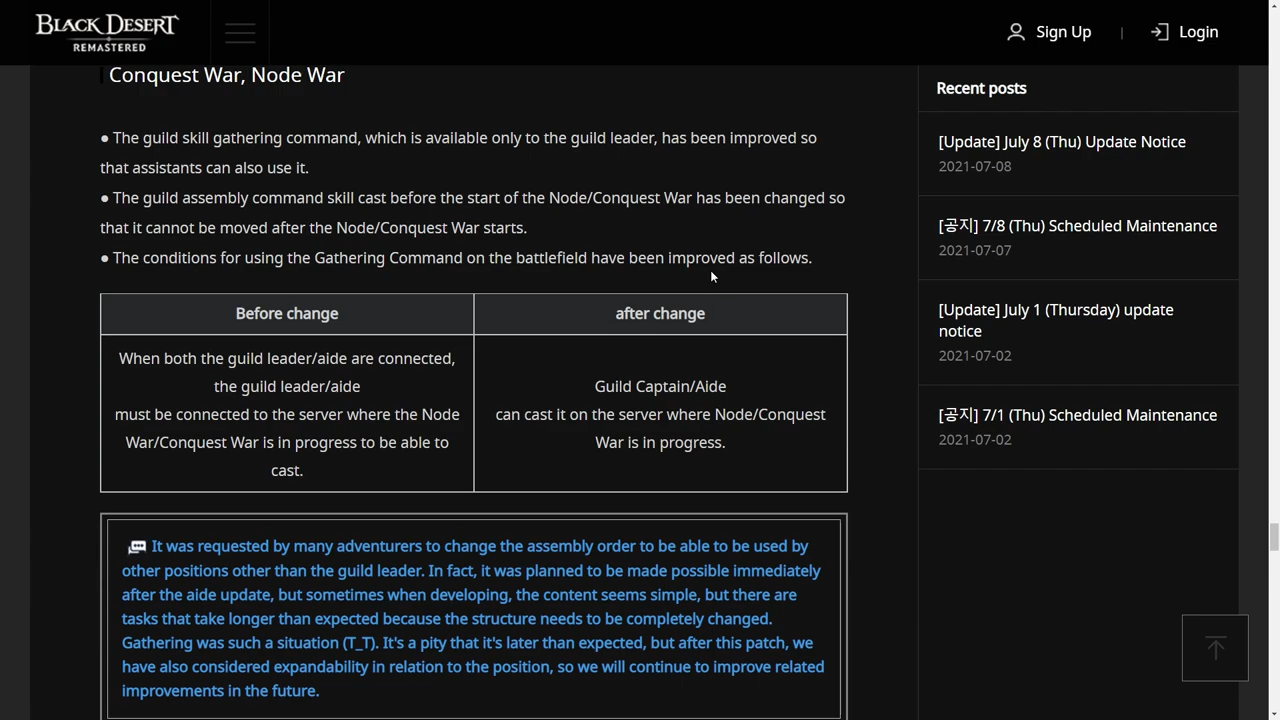 BLACK DESERT
REMASTERED
Sign Up
|
Login
Conquest War, Node War
● The guild skill gathering command, which is available only to the guild leader, has been improved so
that assistants can also use it.
● The guild assembly command skill cast before the start of the Node/Conquest War has been changed so
that it cannot be moved after the Node/Conquest War starts.
● The conditions for using the Gathering Command on the battlefield have been improved as follows.
Before change
after change
When both the guild leader/aide are connected,
the guild leader/aide
must be connected to the server where the Node
War/Conquest War is in progress to be able to
cast.
Guild Captain/Aide
can cast it on the server where Node/Conquest
War is in progress.
It was requested by many adventurers to change the assembly order to be able to be used by
other positions other than the guild leader. In fact, it was planned to be made possible immediately
after the aide update, but sometimes when developing, the content seems simple, but there are
tasks that take longer than expected because the structure needs to be completely changed.
Gathering was such a situation (T_T). It's a pity that it's later than expected, but after this patch, we
have also considered expandability in relation to the position, so we will continue to improve related
improvements in the future.
Recent posts
[Update] July 8 (Thu) Update Notice
2021-07-08
[공지] 7/8 (Thu) Scheduled Maintenance
2021-07-07
[Update] July 1 (Thursday) update
notice
2021-07-02
[공지] 7/1 (Thu) Scheduled Maintenance
2021-07-02